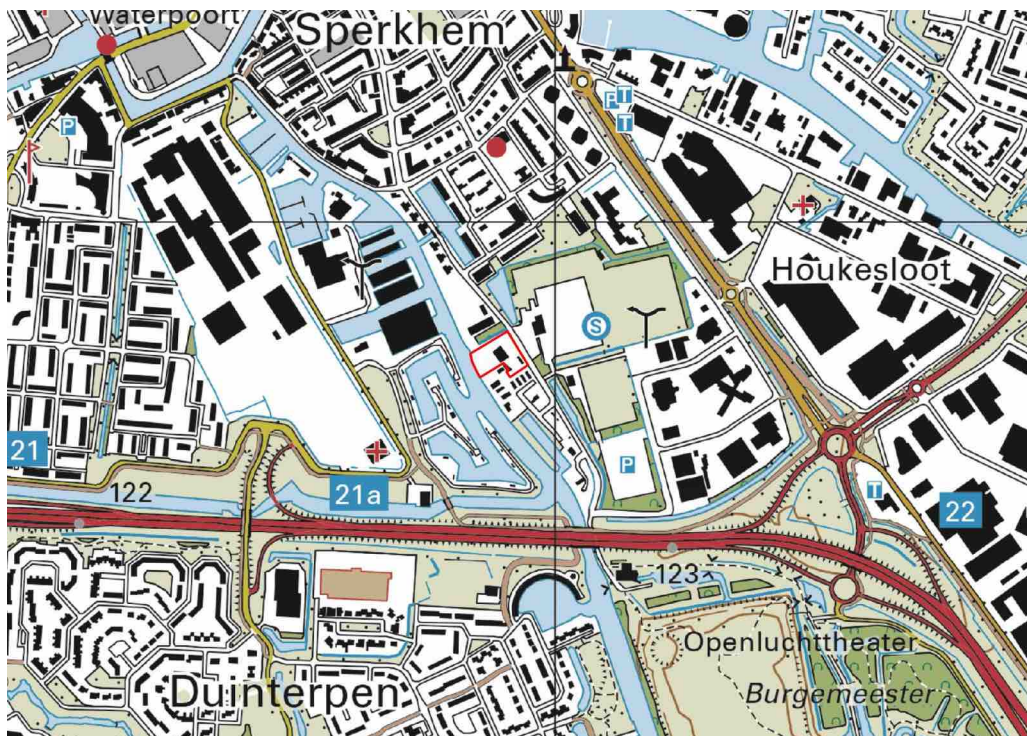 Waterpoort
Sperkhem
P
P
T
T
Houkesloot
S
21
122
21a
P
T
22
123
Openluchttheater
Duinterpen
Burgemeester